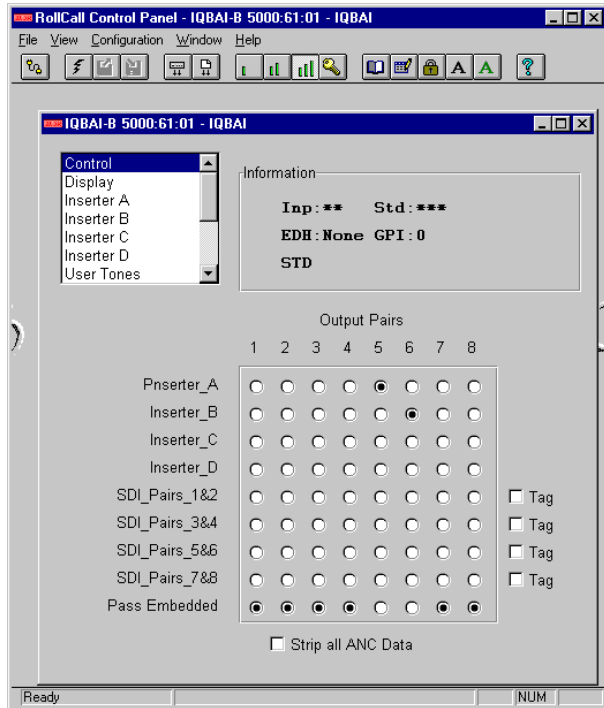 RollCall Control Panel - IQBAI-B 5000:61:01 - IQBAI
File View Configuration Window Help
A A
IQBAI-B 5000:61:01 - IQBAI
Control
Display
Inserter A
Inserter B
Inserter C
Inserter D
User Tones
Information
Inp:** Std:***
EDH:None GPI:0
STD
Output Pairs
1 2 3 4 5 6 7 8
Pnserter_A
Inserter_B
Inserter_C
Inserter_D
SDI_Pairs_1&2 Tag
SDI_Pairs_3&4 Tag
SDI_Pairs_5&6 Tag
SDI_Pairs_7&8 Tag
Pass Embedded
Strip all ANC Data
Ready NUM